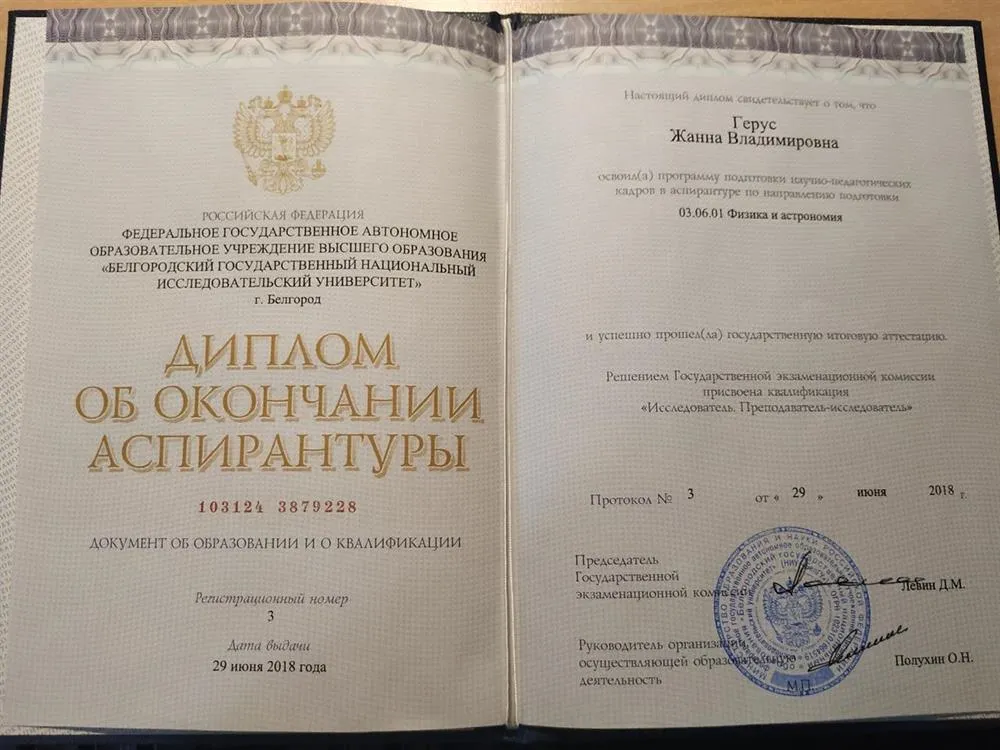 РОССИЙСКАЯ ФЕДЕРАЦИЯ
ФЕДЕРАЛЬНОЕ ГОСУДАРСТВЕННОЕ АВТОНОМНОЕ
ОБРАЗОВАТЕЛЬНОЕ УЧРЕЖДЕНИЕ ВЫСШЕГО ОБРАЗОВАНИЯ
«БЕЛГОРОДСКИЙ ГОСУДАРСТВЕННЫЙ НАЦИОНАЛЬНЫЙ
ИССЛЕДОВАТЕЛЬСКИЙ УНИВЕРСИТЕТ»
г. Белгород
ДИПЛОМ
ОБ ОКОНЧАНИИ
АСПИРАНТУРЫ
103124 3879228
ДОКУМЕНТ ОБ ОБРАЗОВАНИИ И О КВАЛИФИКАЦИИ
Регистрационный номер
3
Дата выдачи
29 июня 2018 года
Настоящий диплом свидетельствует о том, что
Герус
Жанна Владимировна
освоил(а) программу подготовки научно-педагогических
кадров в аспирантуре по направлению подготовки
03.06.01 Физика и астрономия
и успешно прошел(ла) государственную итоговую аттестацию.
Решением Государственной экзаменационной комиссии
присвоена квалификация
«Исследователь. Преподаватель-исследователь»
Протокол № 3 от « 29 » июня 2018 г.
Председатель
Государственной
экзаменационной комиссии Левин Д.М.
Руководитель организации,
осуществляющей образовательную Полухин О.Н.
деятельность
М.П.